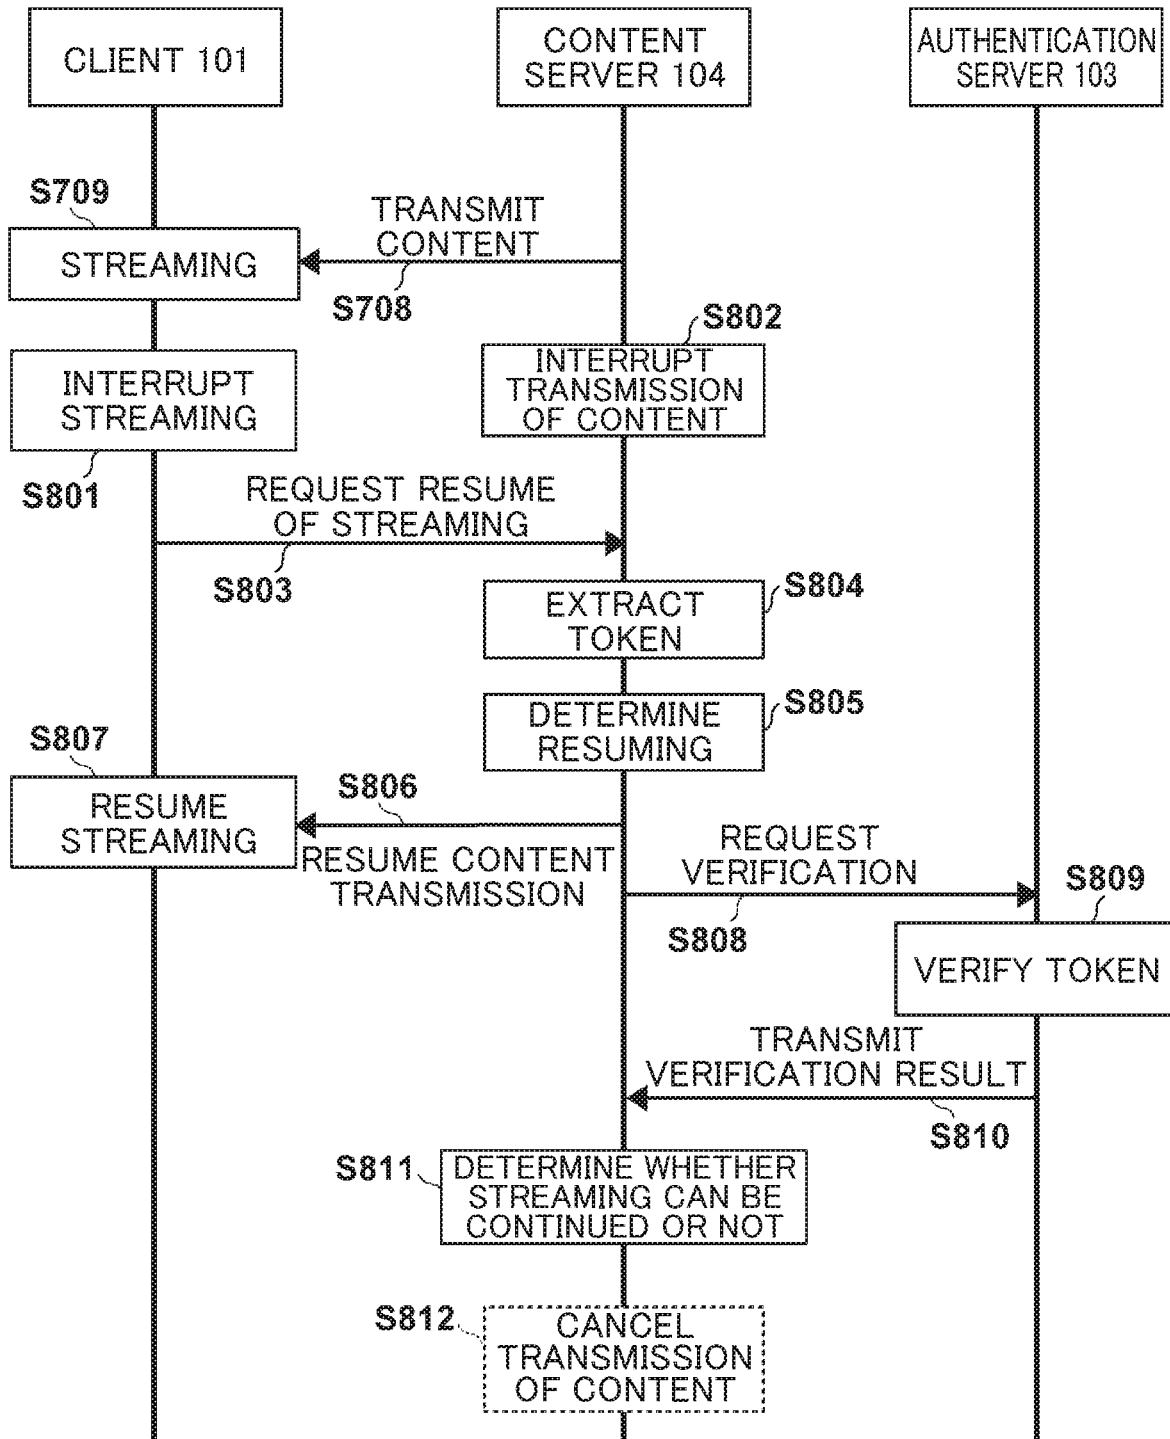 CLIENT 101
CONTENT
SERVER 104
AUTHENTICATION
SERVER 103
S709
TRANSMIT
CONTENT
STREAMING
S708
S802
INTERRUPT
STREAMING
INTERRUPT
TRANSMISSION
OF CONTENT
S801
REQUEST RESUME
OF STREAMING
S803
S804
EXTRACT
TOKEN
S805
DETERMINE
RESUMING
S807
S806
RESUME
STREAMING
RESUME CONTENT
TRANSMISSION
REQUEST
VERIFICATION
S808
S809
VERIFY TOKEN
TRANSMIT
VERIFICATION RESULT
S810
S811
DETERMINE WHETHER
STREAMING CAN BE
CONTINUED OR NOT
S812
CANCEL
TRANSMISSION
OF CONTENT